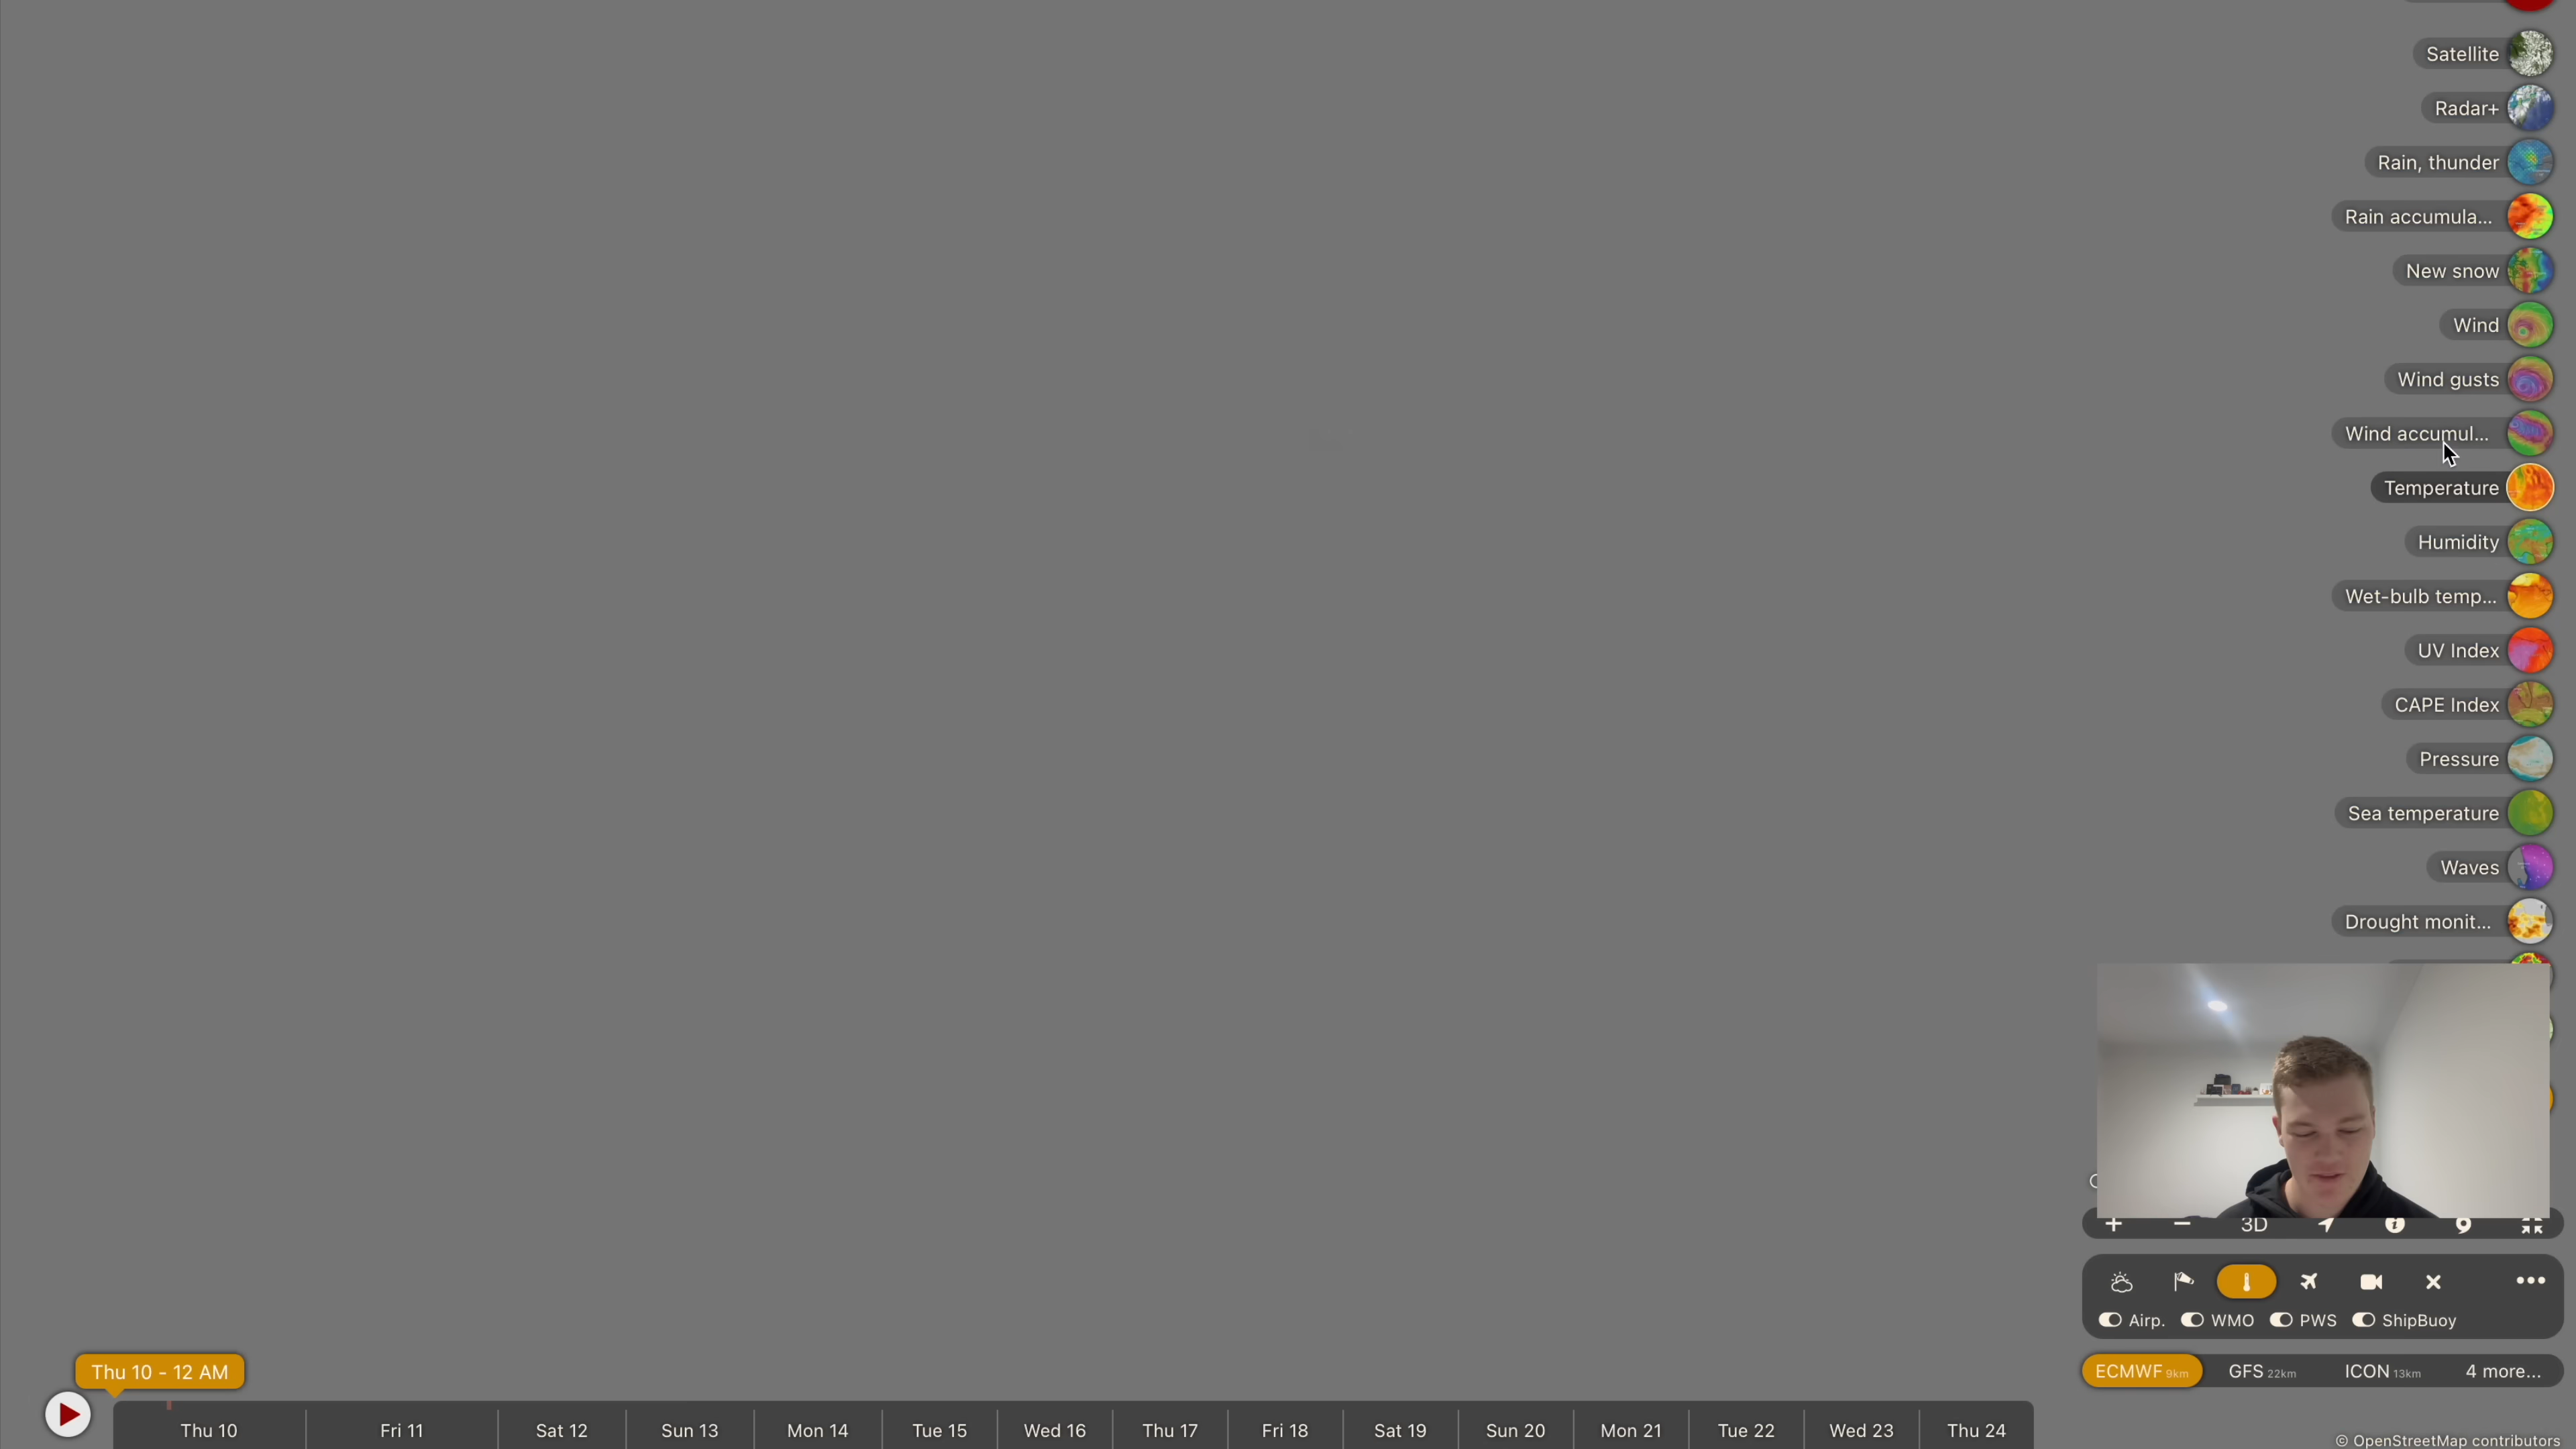 Satellite
Radar+
Rain, thunder
Rain accumula...
New snow
Wind
Wind gusts
Wind accumul...
Temperature
Humidity
Wet-bulb temp...
UV Index
CAPE Index
Pressure
Sea temperature
Waves
Drought monit...
3D
Airp. WMO PWS ShipBuoy
ECMWF 9km GFS 22km ICON 13km 4 more...
Thu 10 - 12 AM
Thu 10 Fri 11 Sat 12 Sun 13 Mon 14 Tue 15 Wed 16 Thu 17 Fri 18 Sat 19 Sun 20 Mon 21 Tue 22 Wed 23 Thu 24
© OpenStreetMap contributors